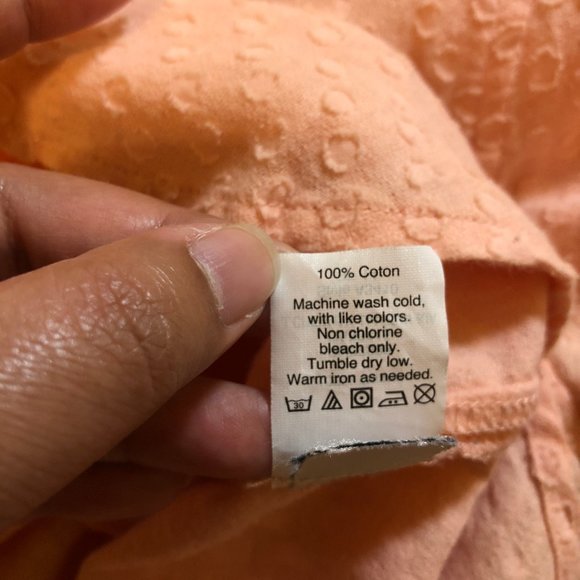 100% Coton
Machine wash cold,
with like colors.
Non chlorine
bleach only.
Tumble dry low.
Warm iron as needed.
30